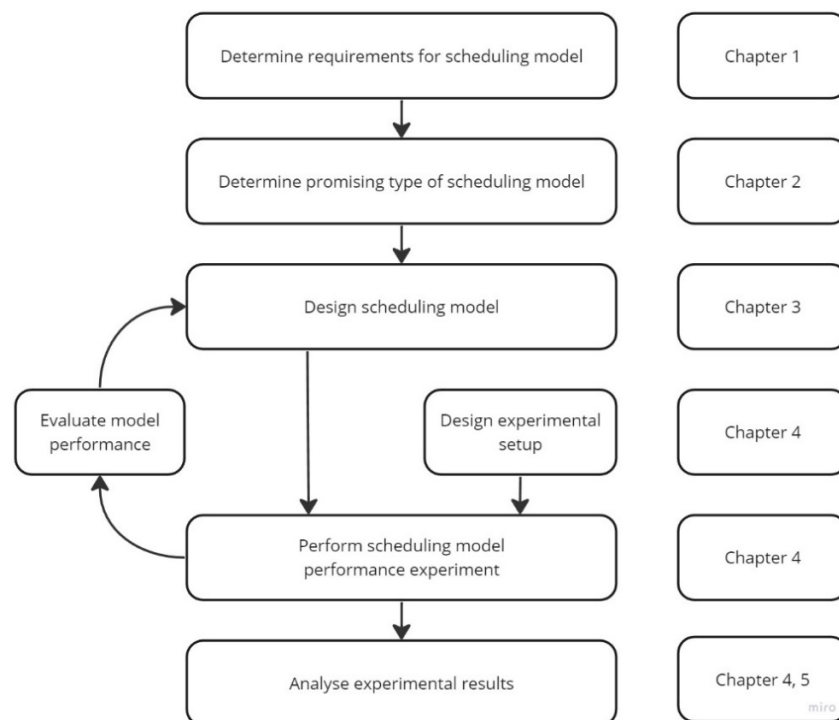 Determine requirements for scheduling model
Chapter 1
Determine promising type of scheduling model
Chapter 2
Design scheduling model
Chapter 3
Evaluate model
performance
Design experimental
setup
Chapter 4
Perform scheduling model
performance experiment
Chapter 4
Analyse experimental results
Chapter 4, 5
miro